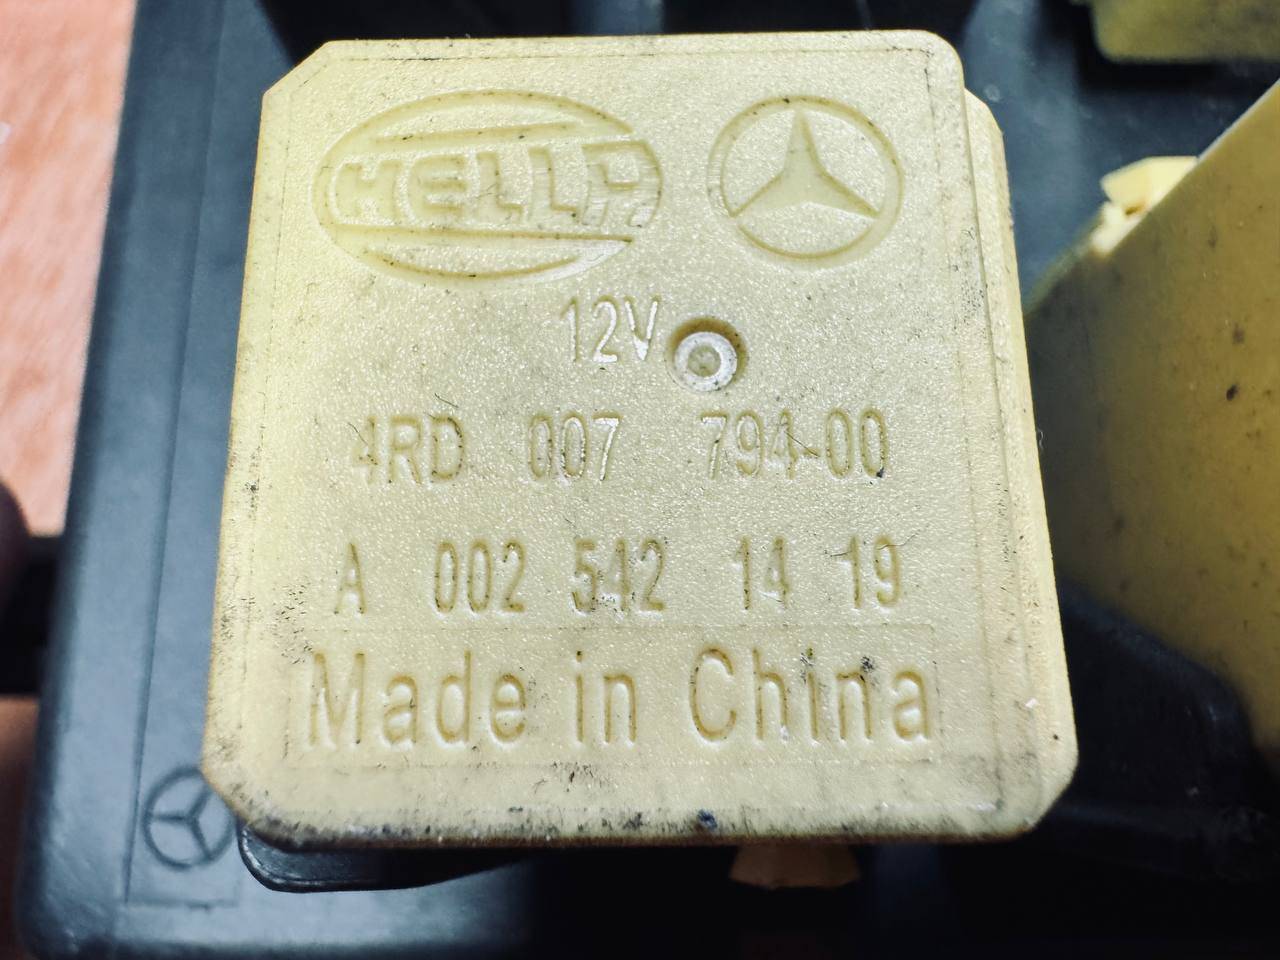 HELLA
12V
4RD 007 794-00
A 002 542 14 19
Made in China